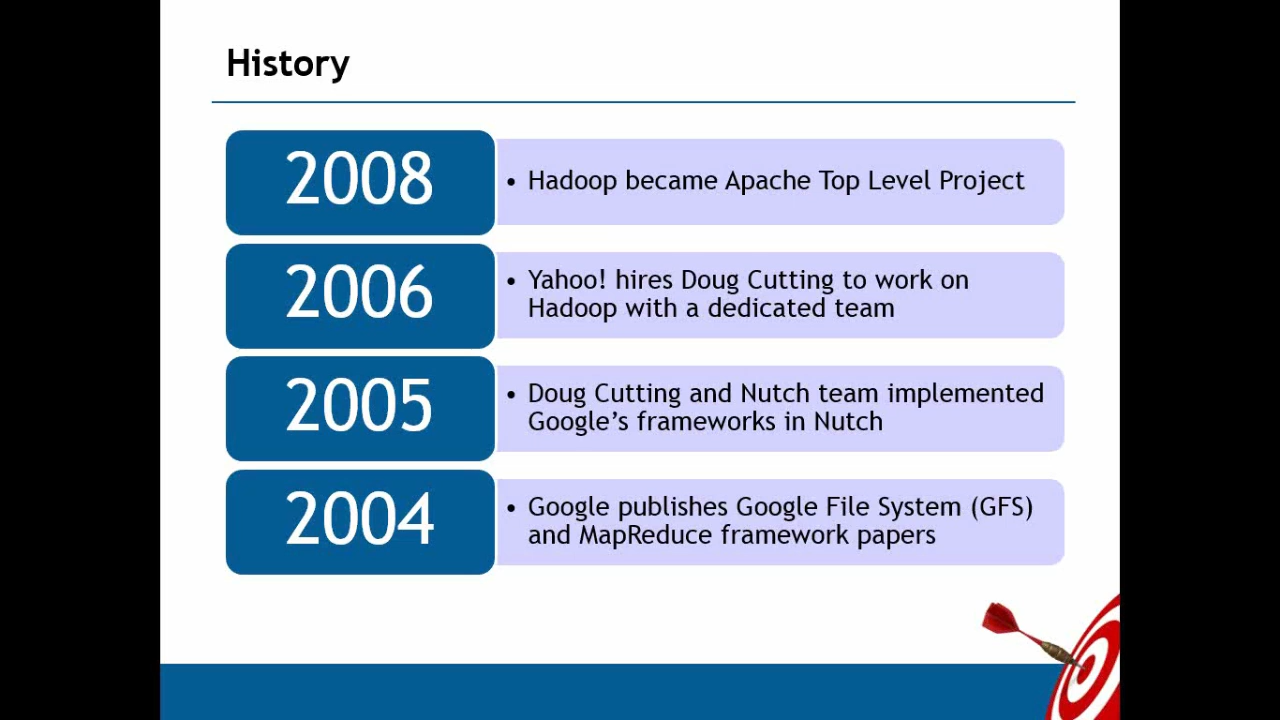 History
2008
• Hadoop became Apache Top Level Project
2006
• Yahoo! hires Doug Cutting to work on
Hadoop with a dedicated team
2005
• Doug Cutting and Nutch team implemented
Google’s frameworks in Nutch
2004
• Google publishes Google File System (GFS)
and MapReduce framework papers